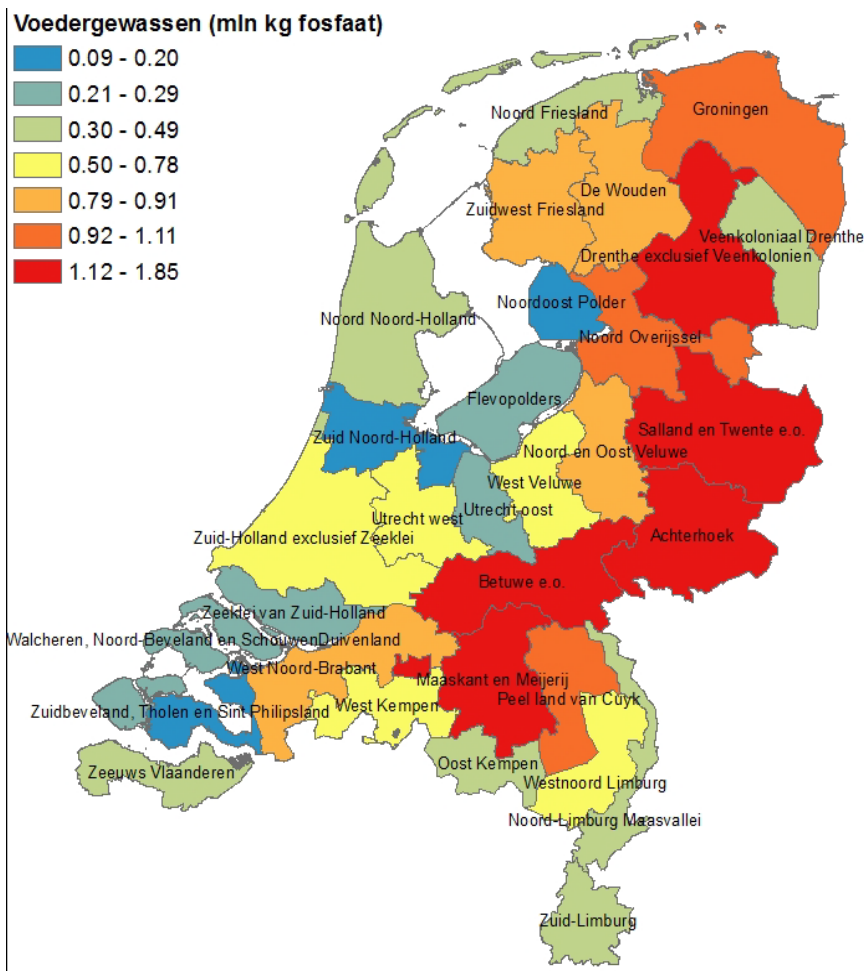 Voedergewassen (mln kg fosfaat)
0.09 - 0.20
0.21 - 0.29
0.30 - 0.49
0.50 - 0.78
0.79 - 0.91
0.92 - 1.11
1.12 - 1.85
Groningen
Noord Friesland
De Wouden
Zuidwest Friesland
Veenkoloniaal Drenthe
Drenthe exclusief Veenkolonien
Noordoost Polder
Noord Noord-Holland
Noord Overijssel
Flevopolders
Zuid Noord-Holland
Salland en Twente e.o.
Noord en Oost Veluwe
West Veluwe
Utrecht oost
Utrecht west
Zuid-Holland exclusief Zeeklei
Achterhoek
Betuwe e.o.
Zeeklei van Zuid-Holland
Walcheren, Noord-Beveland en SchouwenDuivenland
West Noord-Brabant
Maaskant en Meijerij
Peel land van Cuyk
Zuidbeveland, Tholen en Sint Philipsland
West Kempen
Oost Kempen
Zeeuws Vlaanderen
Westnoord Limburg
Noord-Limburg Maasvallei
Zuid-Limburg